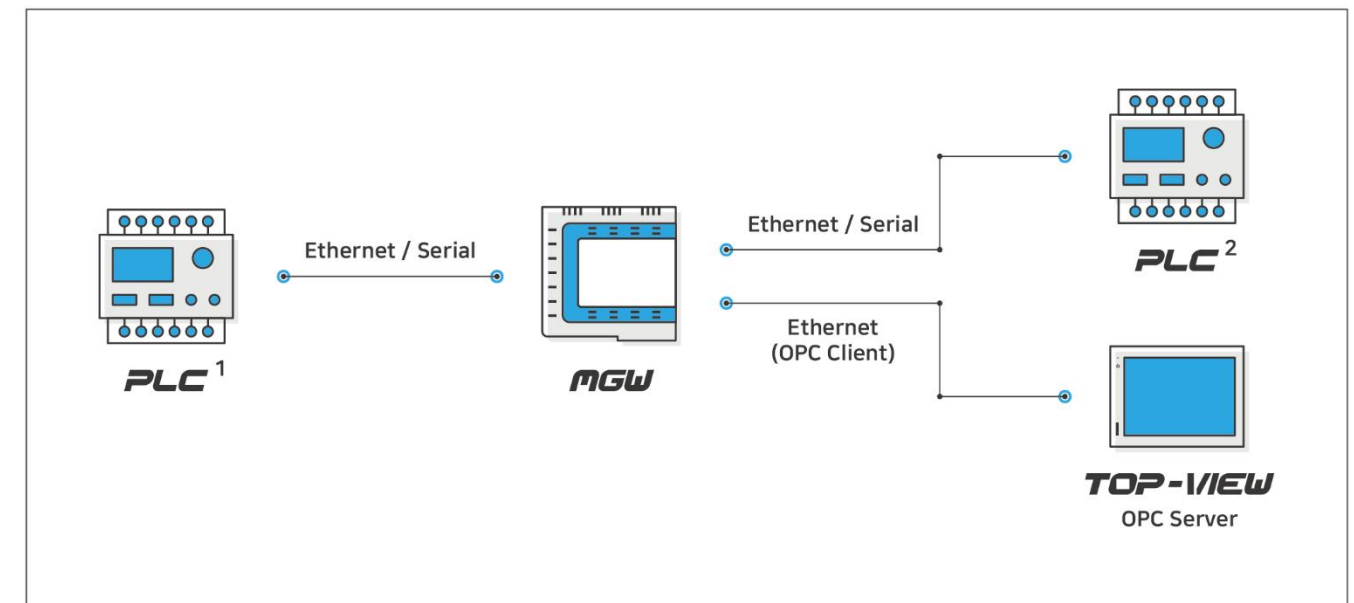 Ethernet / Serial
PLC 1
MGW
Ethernet / Serial
Ethernet
(OPC Client)
PLC 2
TOP-VIEW
OPC Server